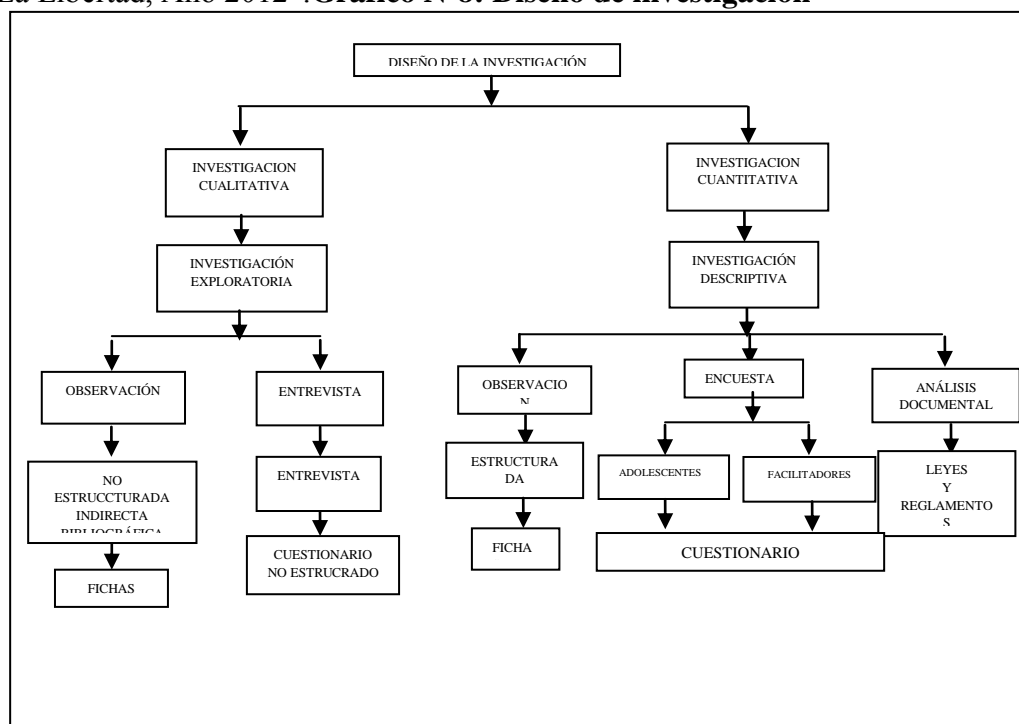 La Libertad, Año 2012”.Gráfico N 8: Diseño de investigación
DISEÑO DE LA INVESTIGACIÓN
INVESTIGACION
CUALITATIVA
INVESTIGACION
CUANTITATIVA
INVESTIGACIÓN
EXPLORATORIA
INVESTIGACIÓN
DESCRIPTIVA
OBSERVACIÓN
ENTREVISTA
OBSERVACIO
N
ENCUESTA
ANÁLISIS
DOCUMENTAL
NO
ESTRUCCTURADA
INDIRECTA
BIBLIOGRÁFICA
ENTREVISTA
ESTRUCTURA
DA
ADOLESCENTES
FACILITADORES
LEYES
Y
REGLAMENTO
S
FICHAS
CUESTIONARIO
NO ESTRUCRADO
FICHA
CUESTIONARIO